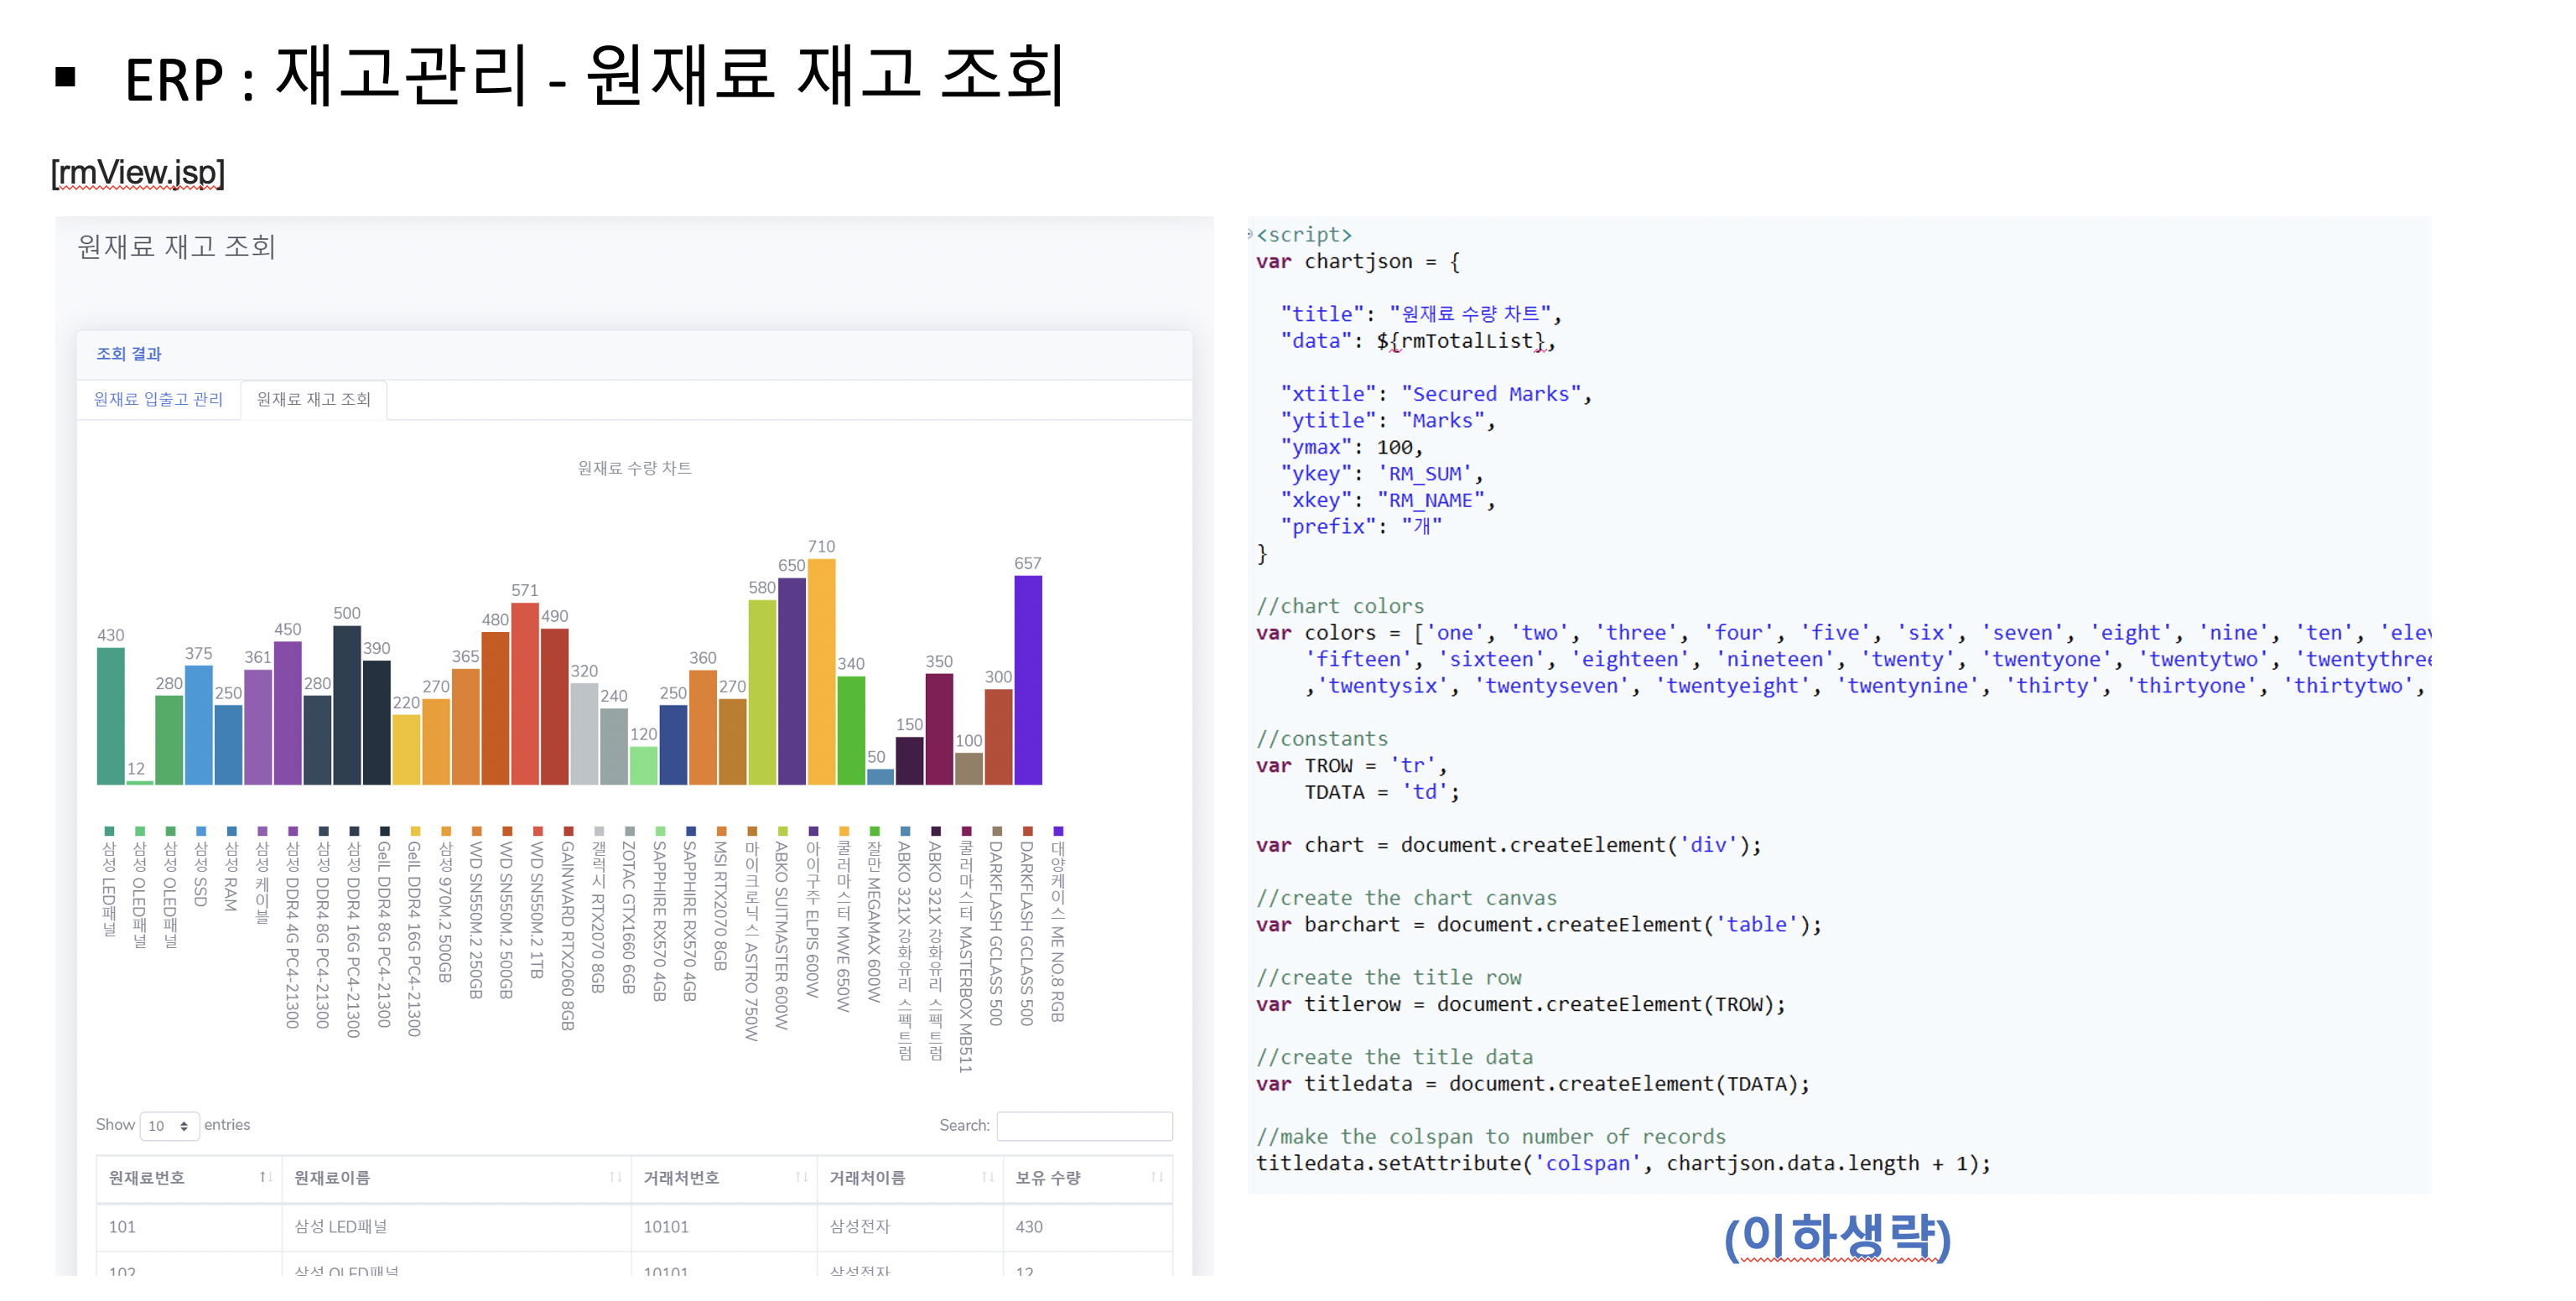 ▪ ERP : 재고관리 - 원재료 재고 조회
[rmView.jsp]
원재료 재고 조회
조회 결과
원재료 입출고 관리 원재료 재고 조회
원재료 수량 차트
430
12
280
375
250
361
450
280
500
390
220
270
365
480
571
490
320
240
120
250
360
270
580
650
710
340
50
150
350
100
300
657
삼성 LED패널
삼성 OLED패널
삼성 OLED패널
삼성 SSD
삼성 RAM
삼성 케이블
삼성 DDR4 4G PC4-21300
삼성 DDR4 8G PC4-21300
삼성 DDR4 16G PC4-21300
GelL DDR4 8G PC4-21300
GelL DDR4 16G PC4-21300
삼성 970M.2 500GB
WD SN550M.2 250GB
WD SN550M.2 500GB
WD SN550M.2 1TB
GAINWARD RTX2060 8GB
갤럭시 RTX2070 8GB
ZOTAC GTX1660 6GB
SAPPHIRE RX570 4GB
SAPPHIRE RX570 4GB
MSI RTX2070 8GB
마이크로닉스 ASTRO 750W
ABKO SUITMASTER 600W
아이구주 ELPIS 600W
쿨러마스터 MWE 650W
잘만 MEGAMAX 600W
ABKO 321X 강화유리 스펙트럼
ABKO 321X 강화유리 스펙트럼
쿨러마스터 MASTERBOX MB511
DARKFLASH GCLASS 500
DARKFLASH GCLASS 500
대양케이스 ME NO.8 RGB
Show 10 entries Search:
원재료번호 원재료이름 거래처번호 거래처이름 보유 수량
101 삼성 LED패널 10101 삼성전자 430
102 삼성 OLED패널 10101 삼성전자 12
<script>
var chartjson = {
"title": "원재료 수량 차트",
"data": ${rmTotalList},
"xtitle": "Secured Marks",
"ytitle": "Marks",
"ymax": 100,
"ykey": 'RM_SUM',
"xkey": "RM_NAME",
"prefix": "개"
}
//chart colors
var colors = ['one', 'two', 'three', 'four', 'five', 'six', 'seven', 'eight', 'nine', 'ten', 'elev
'fifteen', 'sixteen', 'eighteen', 'nineteen', 'twenty', 'twentyone', 'twentytwo', 'twentythree
,'twentysix', 'twentyseven', 'twentyeight', 'twentynine', 'thirty', 'thirtyone', 'thirtytwo',
//constants
var TROW = 'tr',
TDATA = 'td';
var chart = document.createElement('div');
//create the chart canvas
var barchart = document.createElement('table');
//create the title row
var titlerow = document.createElement(TROW);
//create the title data
var titledata = document.createElement(TDATA);
//make the colspan to number of records
titledata.setAttribute('colspan', chartjson.data.length + 1);
(이하생략)